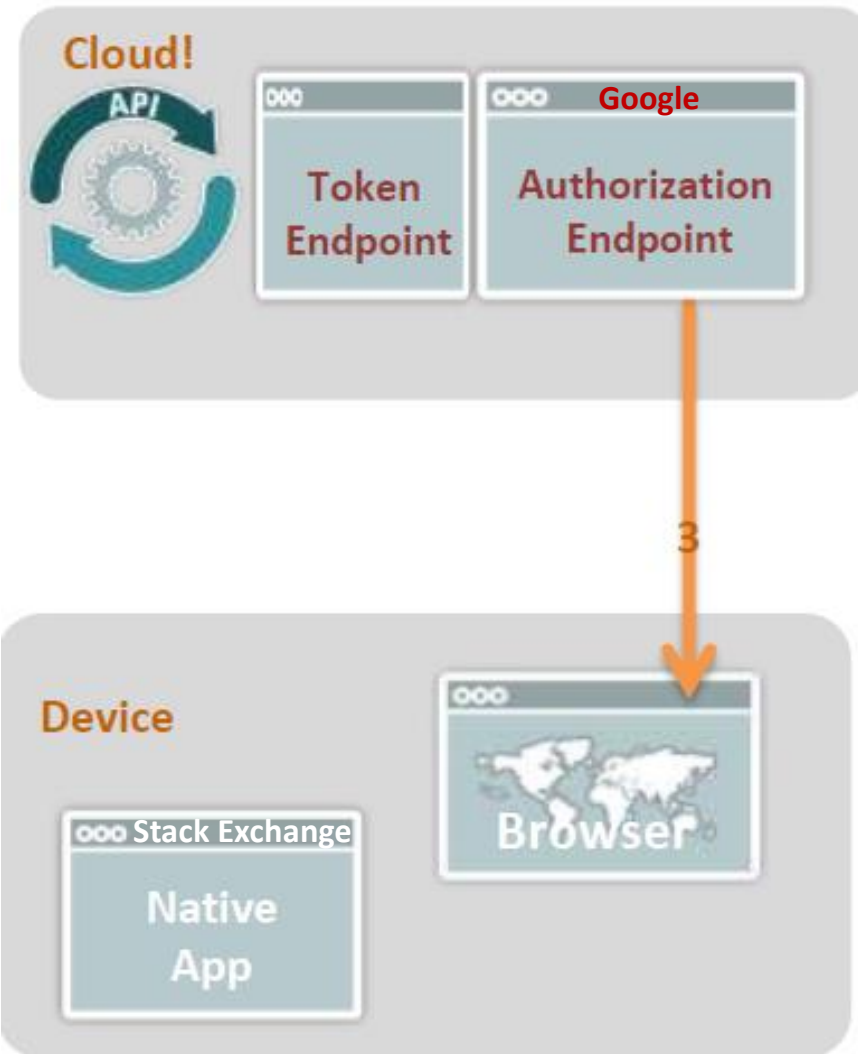 Cloud!
API
Google
Token
Endpoint
Authorization
Endpoint
3
Device
Browser
Stack Exchange
Native
App